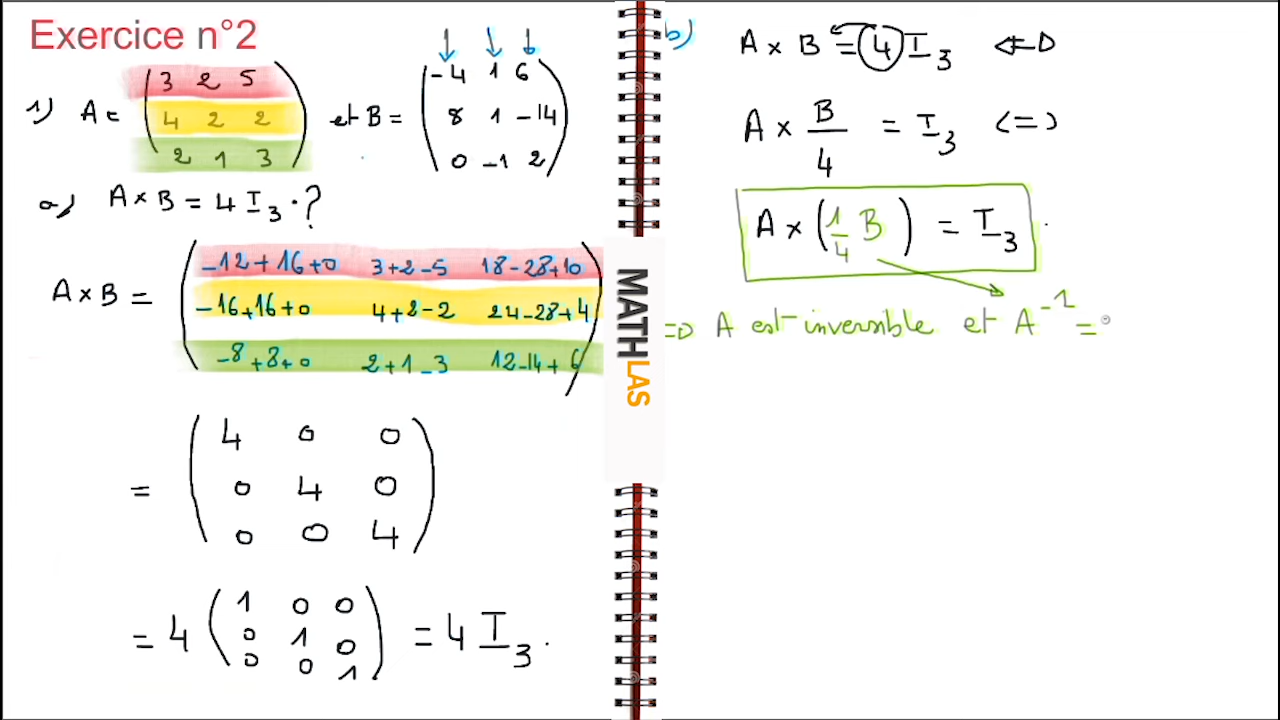 Exercice n°2
1) A = ( 3 2 5 et B = ( -4 1 6
4 2 2 8 1 -14
2 1 3 ) 0 -1 2 )
a) A × B = 4 I₃ . ?
A × B = ( -12+16+0 3+2-5 18-28+10
-16+16+0 4+2-2 24-28+4
-8+8+0 2+1-3 12-14+6 )
= ( 4 0 0
0 4 0
0 0 4 )
= 4 ( 1 0 0
0 1 0
0 0 1 ) = 4 I₃ .
MATHLAS
b) A × B = 4 I₃ <=>
A × B/4 = I₃ <=>
A × ( 1/4 B ) = I₃ .
=> A est inversible et A⁻¹ =